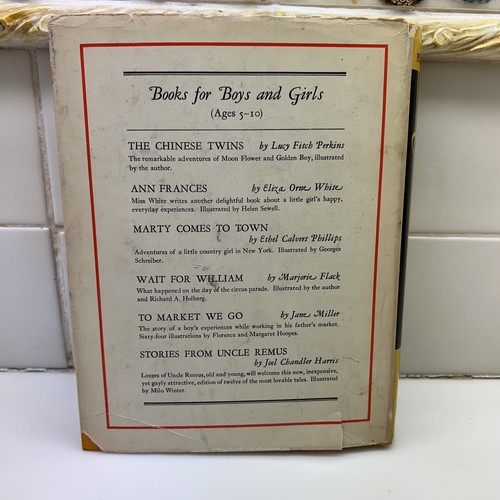 Books for Boys and Girls
(Ages 5-10)
THE CHINESE TWINS by Lucy Fitch Perkins
The remarkable adventures of Moon Flower and Golden Boy, illustrated
by the author.
ANN FRANCES by Eliza Orne White
Miss White writes another delightful book about a little girl's happy,
everyday experiences. Illustrated by Helen Sewell.
MARTY COMES TO TOWN
by Ethel Calvert Phillips
Adventures of a little country girl in New York. Illustrated by Georges
Schreiber.
WAIT FOR WILLIAM by Marjorie Flack
What happened on the day of the circus parade. Illustrated by the author
and Richard A. Holberg.
TO MARKET WE GO by Jane Miller
The story of a boy's experiences while working in his father's market.
Sixty-four illustrations by Florence and Margaret Hoopes.
STORIES FROM UNCLE REMUS
by Joel Chandler Harris
Lovers of Uncle Remus, old and young, will welcome this new, inexpensive,
yet gayly attractive, edition of twelve of the most lovable tales. Illustrated
by Milo Winter.